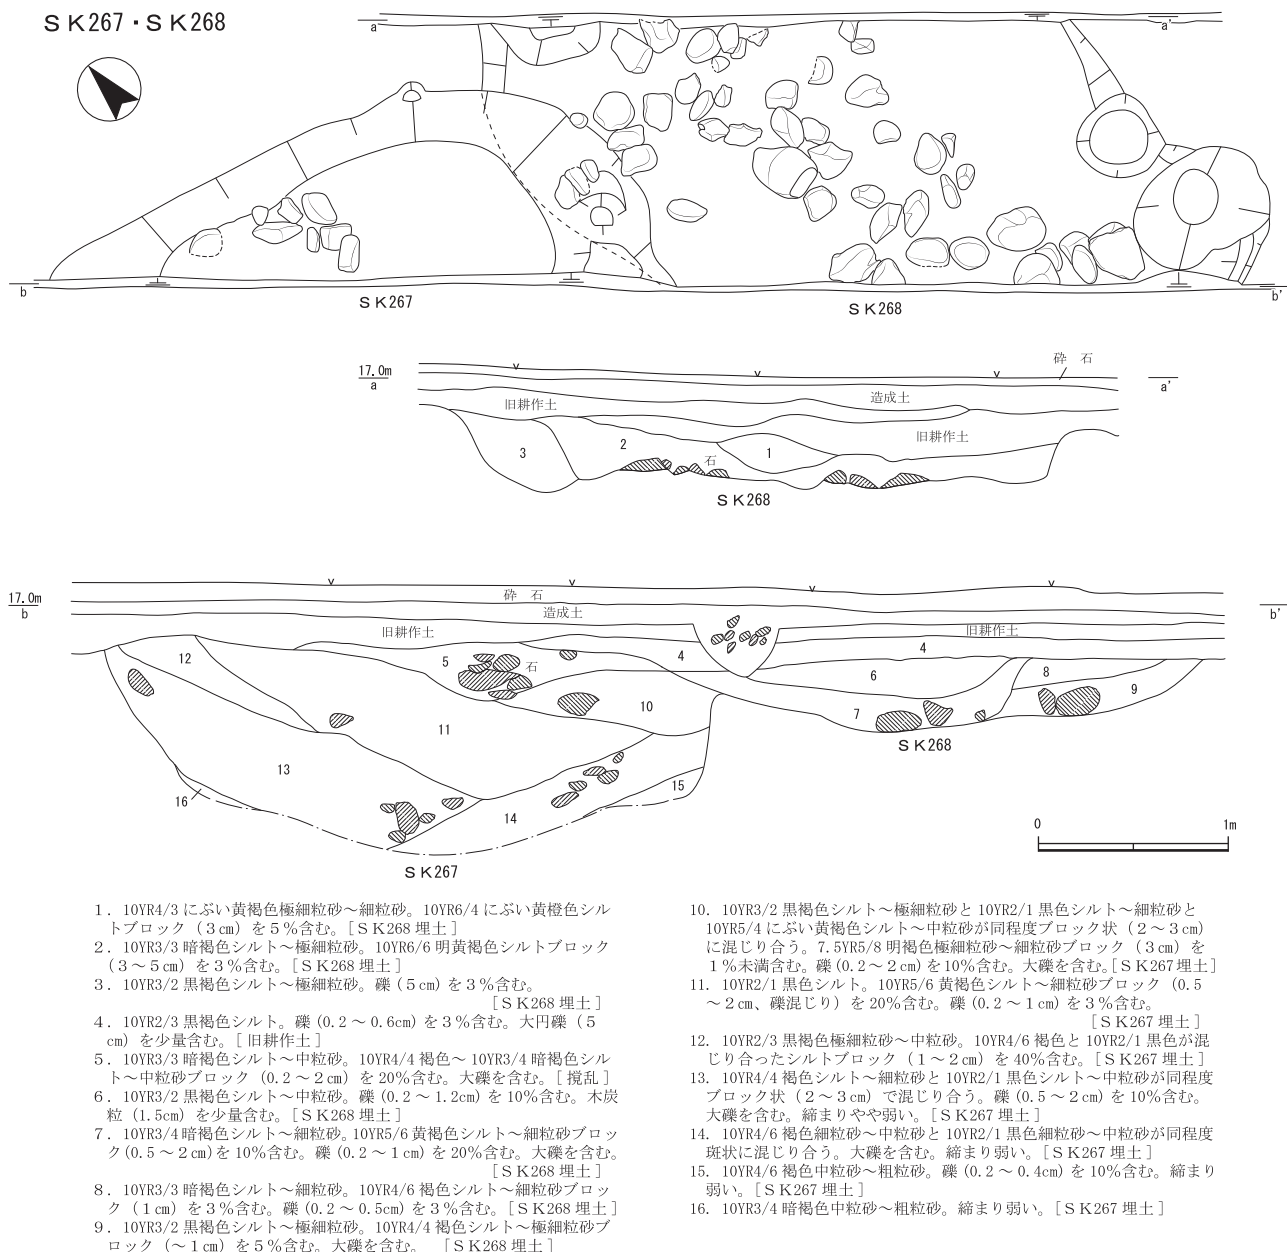 ＳＫ267・ＳＫ268
a
a'
b
ＳＫ267
ＳＫ268
b'
17.0m
a
砕　石
a'
造成土
旧耕作土
旧耕作土
2
3
石
1
ＳＫ268
17.0m
b
砕　石
造成土
旧耕作土
旧耕作土
b'
12
5
石
4
4
6
8
9
10
7
11
ＳＫ268
13
16
15
14
ＳＫ267
0
1m
1．10YR4/3 にぶい黄褐色極細粒砂～細粒砂。10YR6/4 にぶい黄橙色シル
トブロック（3㎝）を５%含む。［ＳＫ268 埋土］
2．10YR3/3 暗褐色シルト～極細粒砂。10YR6/6 明黄褐色シルトブロック
（３～５㎝）を３%含む。［ＳＫ268 埋土］
3．10YR3/2 黒褐色シルト～極細粒砂。礫（５㎝）を３%含む。
［ＳＫ268 埋土］
4．10YR2/3 黒褐色シルト。礫（0.2～0.6㎝）を３%含む。大円礫（５
㎝）を少量含む。［旧耕作土］
5．10YR3/3 暗褐色シルト～中粒砂。10YR4/4 褐色～10YR3/4 暗褐色シル
ト～中粒砂ブロック（0.2～２㎝）を20%含む。大礫を含む。［撹乱］
6．10YR3/2 黒褐色シルト～中粒砂。礫（0.2～1.2㎝）を10%含む。木炭
粒（1.5㎝）を少量含む。［ＳＫ268 埋土］
7．10YR3/4 暗褐色シルト～細粒砂。10YR5/6 黄褐色シルト～細粒砂ブロッ
ク（0.5～２㎝）を10%含む。礫（0.2～１㎝）を20%含む。大礫を含む。
［ＳＫ268 埋土］
8．10YR3/3 暗褐色シルト～細粒砂。10YR4/6 褐色シルト～細粒砂ブロッ
ク（１㎝）を３%含む。礫（0.2～0.5㎝）を３%含む。［ＳＫ268 埋土］
9．10YR3/2 黒褐色シルト～極細粒砂。10YR4/4 褐色シルト～極細粒砂ブ
ロック（～１㎝）を５%含む。大礫を含む。［ＳＫ268 埋土］
10．10YR3/2 黒褐色シルト～極細粒砂と10YR2/1 黒色シルト～細粒砂と
10YR5/4 にぶい黄褐色シルト～中粒砂が同程度ブロック状（２～３㎝）
に混じり合う。7.5YR5/8 明褐色極細粒砂～細粒砂ブロック（３㎝）を
１%未満含む。礫（0.2～２㎝）を10%含む。大礫を含む。［ＳＫ267 埋土］
11．10YR2/1 黒色シルト。10YR5/6 黄褐色シルト～細粒砂ブロック（0.5
～２㎝、礫混じり）を20%含む。礫（0.2～１㎝）を３%含む。
［ＳＫ267 埋土］
12．10YR2/3 黒褐色極細粒砂～中粒砂。10YR4/6 褐色と10YR2/1 黒色が混
じり合ったシルトブロック（１～２㎝）を40%含む。［ＳＫ267 埋土］
13．10YR4/4 褐色シルト～細粒砂と10YR2/1 黒色シルト～中粒砂が同程度
ブロック状（２～３㎝）で混じり合う。礫（0.5～２㎝）を10%含む。
大礫を含む。締まりやや弱い。［ＳＫ267 埋土］
14．10YR4/6 褐色細粒砂～中粒砂と10YR2/1 黒色細粒砂～中粒砂が同程度
斑状に混じり合う。大礫を含む。締まり弱い。［ＳＫ267 埋土］
15．10YR4/6 褐色中粒砂～粗粒砂。礫（0.2～0.4㎝）を10%含む。締まり
弱い。［ＳＫ267 埋土］
16．10YR3/4 暗褐色中粒砂～粗粒砂。締まり弱い。［ＳＫ267 埋土］